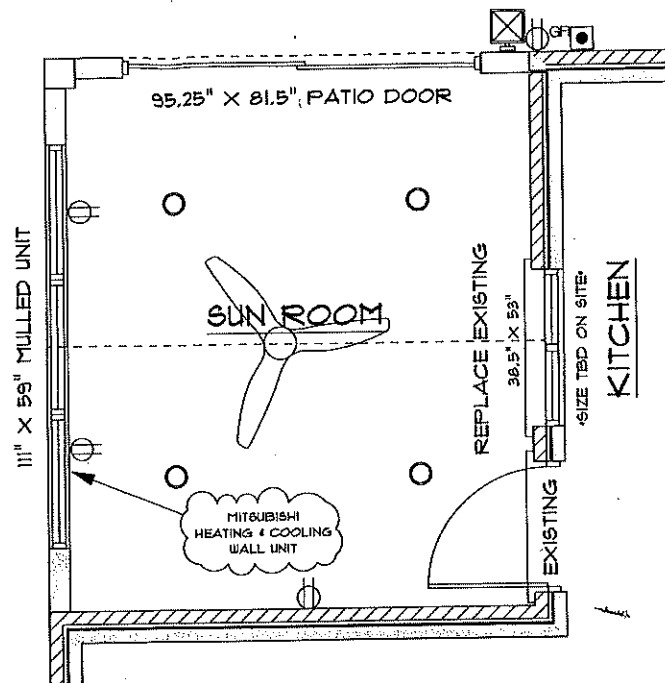 GFI
95.25" X 81.5" PATIO DOOR
111" X 59" MULLED UNIT
SUN ROOM
REPLACE EXISTING
38.5" X 53"
*SIZE TBD ON SITE*
KITCHEN
MITSUBISHI
HEATING & COOLING
WALL UNIT
EXISTING